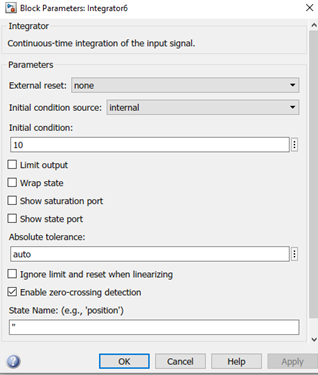 Block Parameters: Integrator6
Integrator
Continuous-time integration of the input signal.
Parameters
External reset: none
Initial condition source: internal
Initial condition:
10
Limit output
Wrap state
Show saturation port
Show state port
Absolute tolerance:
auto
Ignore limit and reset when linearizing
Enable zero-crossing detection
State Name: (e.g., 'position')
''
OK Cancel Help Apply